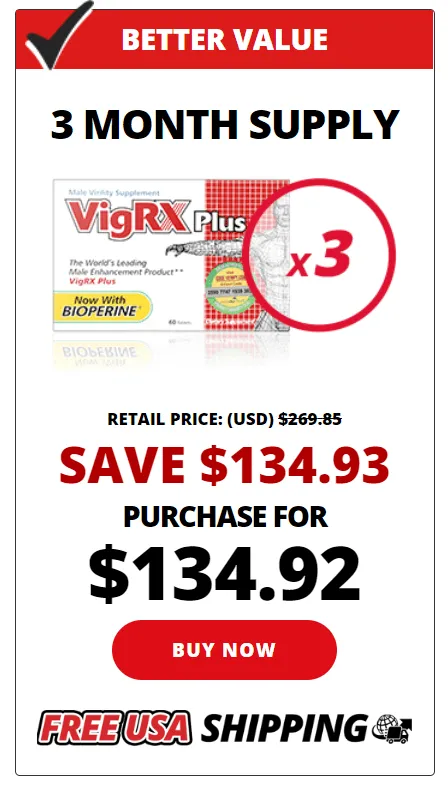 BETTER VALUE
3 MONTH SUPPLY
Male Virility Supplement
VigRX Plus
The World's Leading
Male Enhancement Product**
VigRX Plus
Now With
BIOPERINE
x3
RETAIL PRICE: (USD) $269.85
SAVE $134.93
PURCHASE FOR
$134.92
BUY NOW
FREE USA SHIPPING